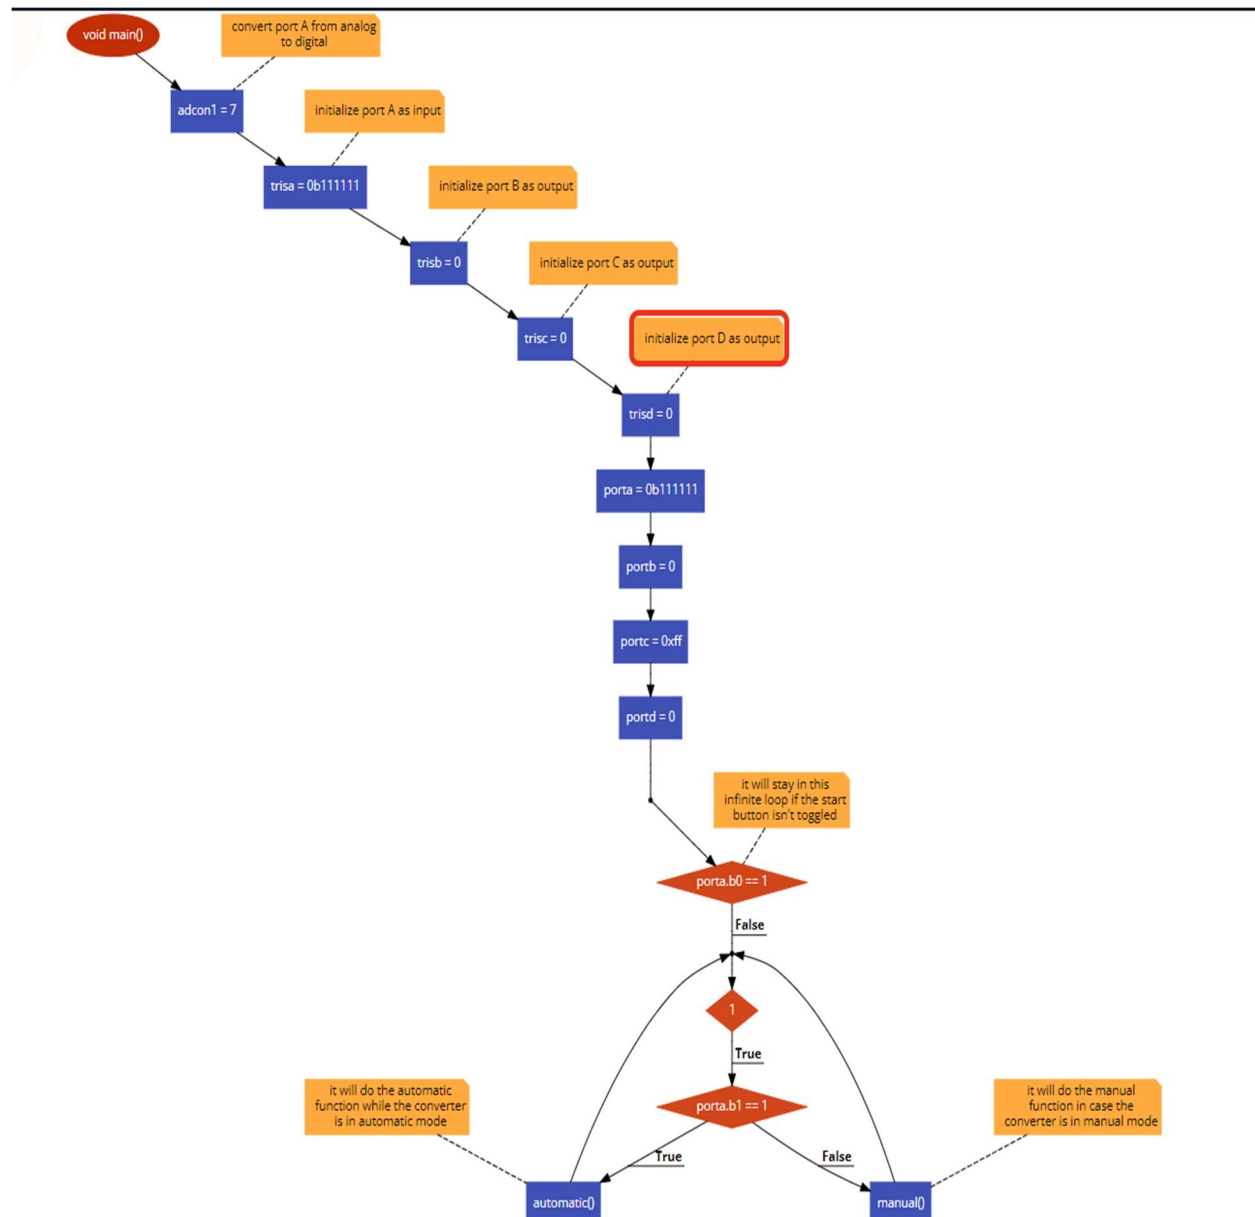 void main()
convert port A from analog
to digital
adcon1 = 7
initialize port A as input
trisa = 0b111111
initialize port B as output
trisb = 0
initialize port C as output
trisc = 0
initialize port D as output
trisd = 0
porta = 0b111111
portb = 0
portc = 0xff
portd = 0
it will stay in this
infinite loop if the start
button isn't toggled
porta.b0 == 1
False
1
True
porta.b1 == 1
it will do the automatic
function while the converter
is in automatic mode
True
False
it will do the manual
function in case the
converter is in manual mode
automatic()
manual()